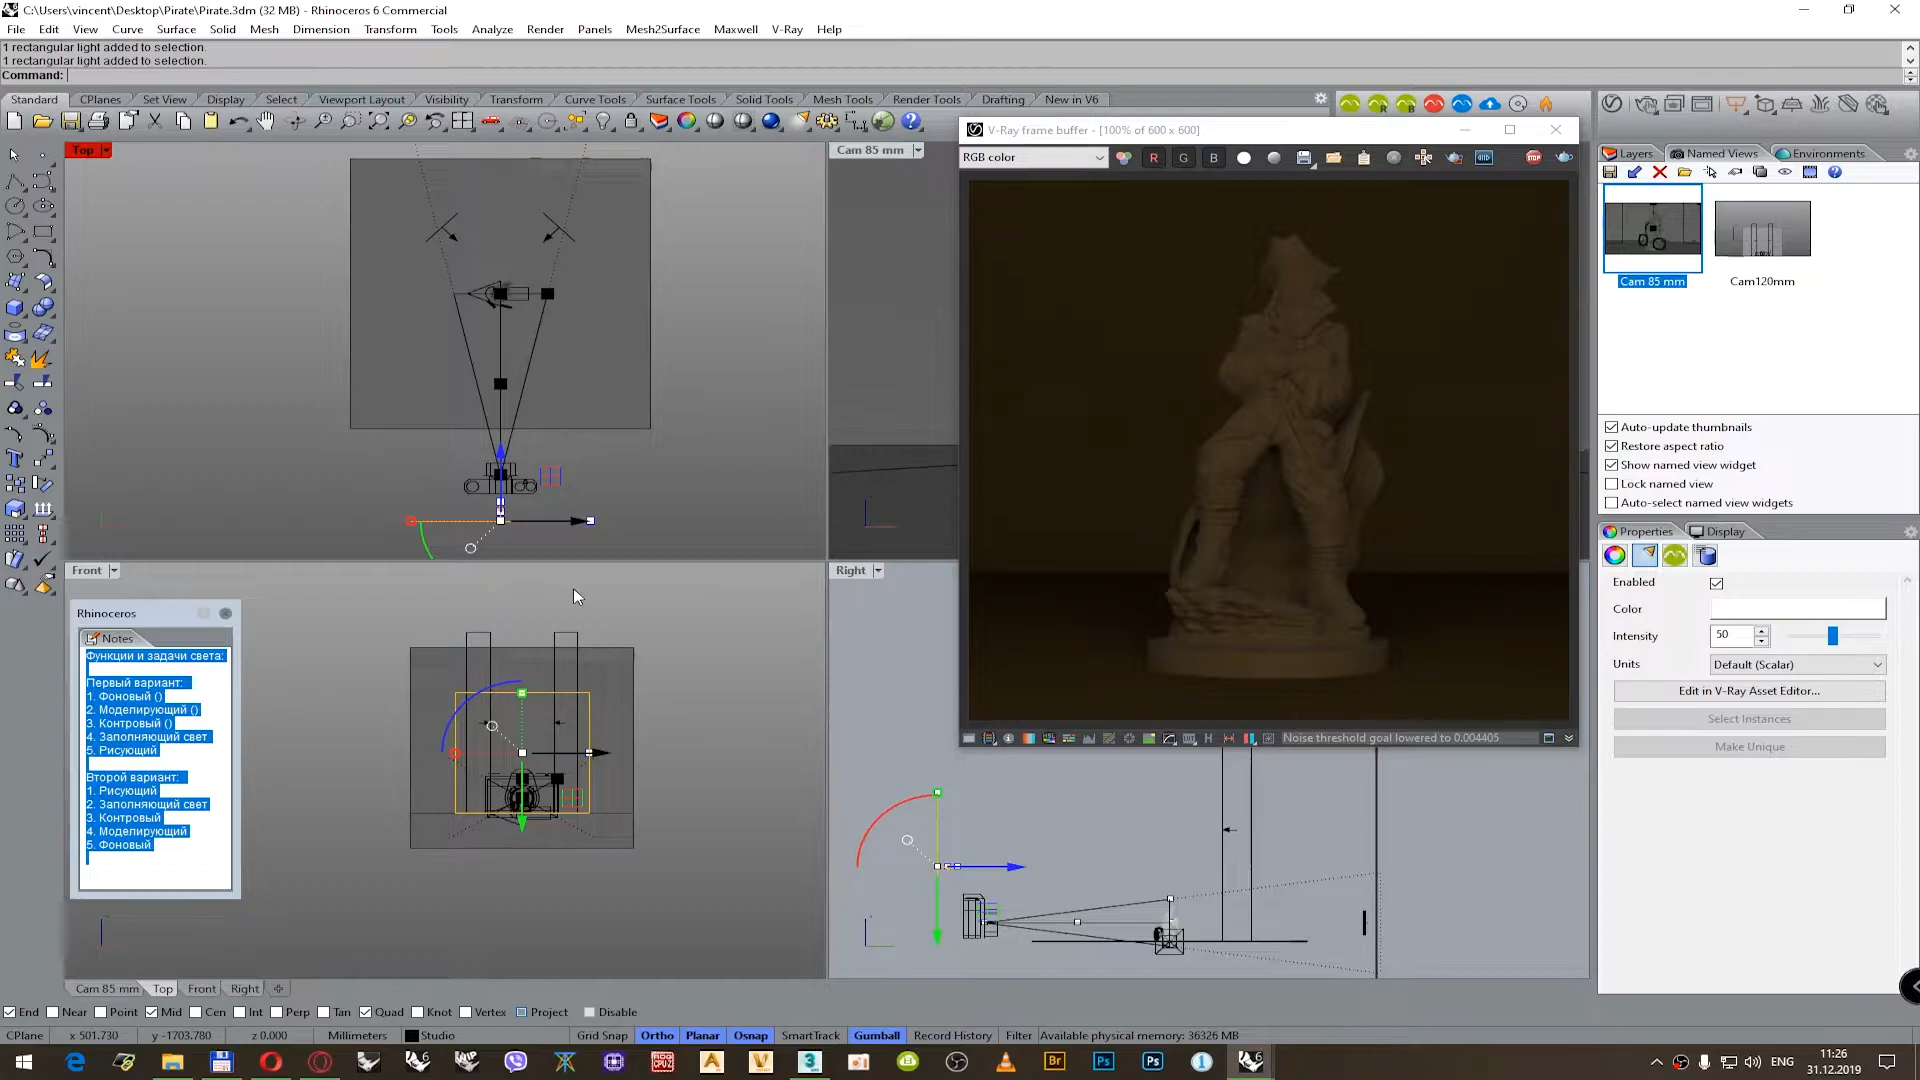 C:\Users\vincent\Desktop\Pirate\Pirate.3dm (32 MB) - Rhinoceros 6 Commercial
File Edit View Curve Surface Solid Mesh Dimension Transform Tools Analyze Render Panels Mesh2Surface Maxwell V-Ray Help
1 rectangular light added to selection.
1 rectangular light added to selection.
Command:
Standard CPlanes Set View Display Select Viewport Layout Visibility Transform Curve Tools Surface Tools Solid Tools Mesh Tools Render Tools Drafting New in V6
Top
Cam 85 mm
V-Ray frame buffer - [100% of 600 x 600]
RGB color
R G B
STOP
Layers Named Views Environments
Cam 85 mm
Cam120mm
Auto-update thumbnails
Restore aspect ratio
Show named view widget
Lock named view
Auto-select named view widgets
Properties Display
Enabled
Color
Intensity 50
Units Default (Scalar)
Edit in V-Ray Asset Editor...
Select Instances
Make Unique
Noise threshold goal lowered to 0.004405
Front
Right
Rhinoceros
Notes
Функции и задачи света:
Первый вариант:
1. Фоновый ()
2. Моделирующий ()
3. Контровый ()
4. Заполняющий свет
5. Рисующий
Второй вариант:
1. Рисующий
2. Заполняющий свет
3. Контровый
4. Моделирующий
5. Фоновый
Cam 85 mm Top Front Right
End Near Point Mid Cen Int Perp Tan Quad Knot Vertex Project Disable
CPlane x 501.730 y -1703.780 z 0.000 Millimeters Studio Grid Snap Ortho Planar Osnap SmartTrack Gumball Record History Filter Available physical memory: 36326 MB
Br Ps Ps
ENG
11:26
31.12.2019